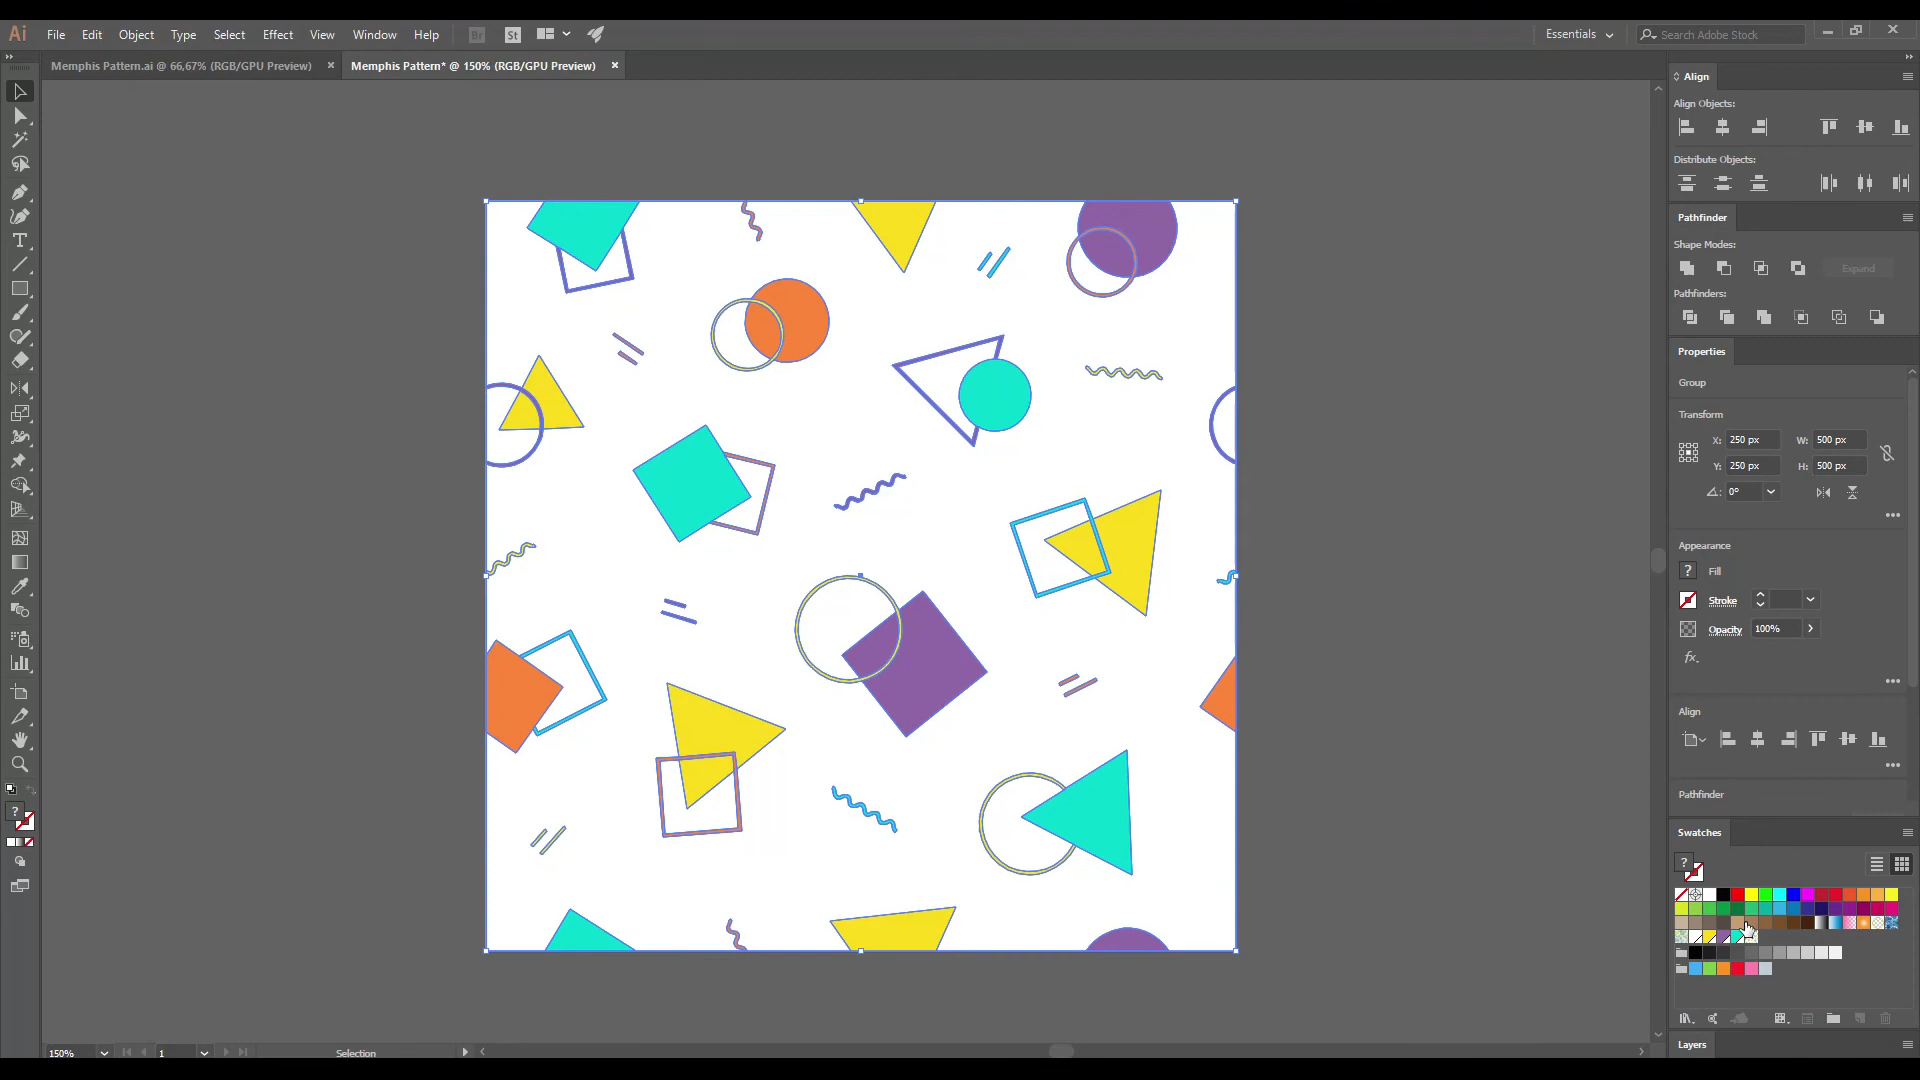 Ai File Edit Object Type Select Effect View Window Help Br St Essentials Search Adobe Stock
Memphis Pattern.ai @ 66,67% (RGB/GPU Preview) × Memphis Pattern* @ 150% (RGB/GPU Preview) ×
Align
Align Objects:
Distribute Objects:
Pathfinder
Shape Modes:
Expand
Pathfinders:
Properties
Group
Transform
X: 250 px W: 500 px
Y: 250 px H: 500 px
0°
Appearance
? Fill
Stroke
Opacity 100%
fx.
Align
Pathfinder
Swatches
?
?
Layers
150% 1 Selection